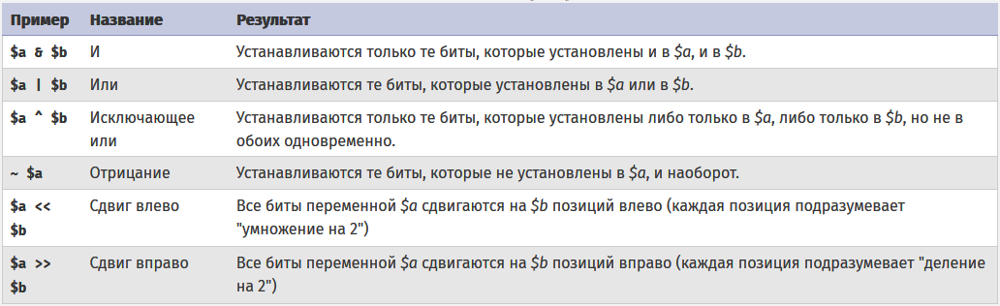 Пример Название Результат
$a & $b И Устанавливаются только те биты, которые установлены и в $a, и в $b.
$a | $b Или Устанавливаются те биты, которые установлены в $a или в $b.
$a ^ $b Исключающее Устанавливаются только те биты, которые установлены либо только в $a, либо только в $b, но не в
или обоих одновременно.
~ $a Отрицание Устанавливаются те биты, которые не установлены в $a, и наоборот.
$a << Сдвиг влево Все биты переменной $a сдвигаются на $b позиций влево (каждая позиция подразумевает
$b "умножение на 2")
$a >> Сдвиг вправо Все биты переменной $a сдвигаются на $b позиций вправо (каждая позиция подразумевает "деление
$b на 2")